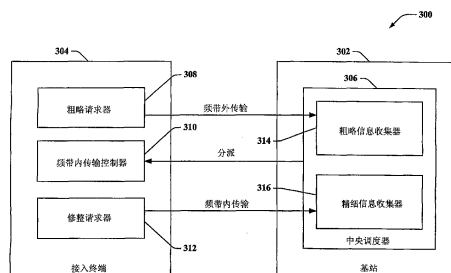 300
304
302
306
粗略请求器
308
频带外传输
粗略信息收集器
314
频带内传输控制器
310
分派
316
精细信息收集器
修整请求器
频带内传输
312
中央调度器
接入终端
基站